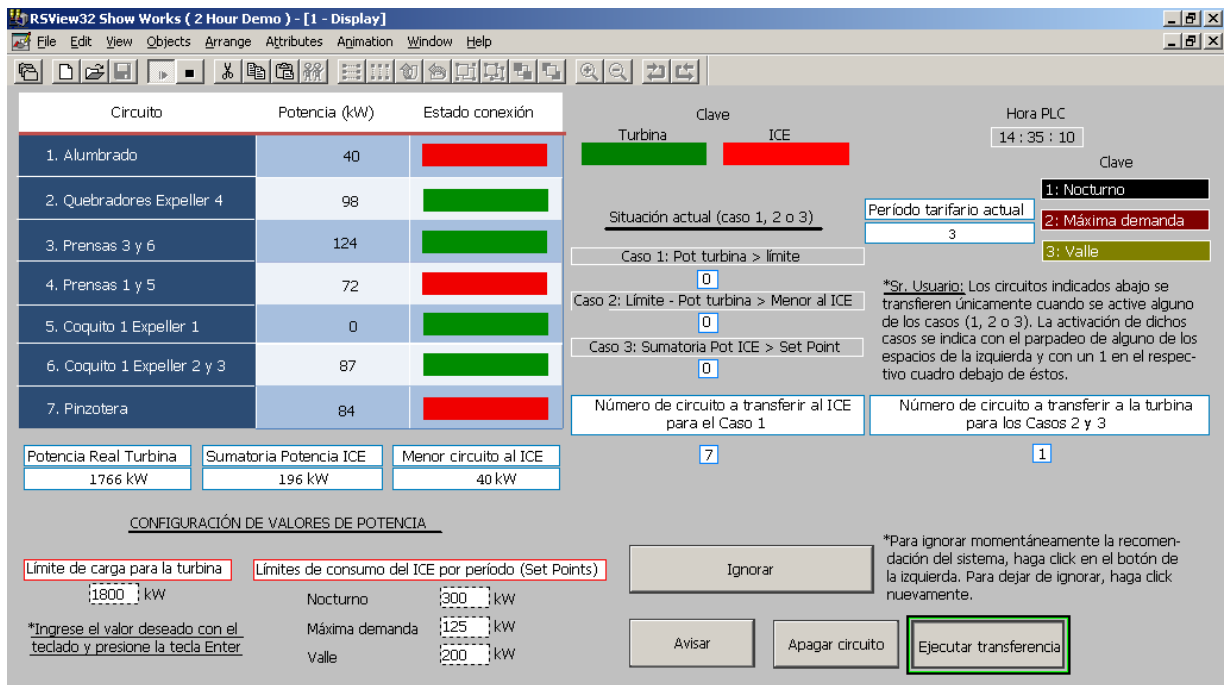 RSView32 Show Works ( 2 Hour Demo ) - [1 - Display]
File Edit View Objects Arrange Attributes Animation Window Help
Circuito Potencia (kW) Estado conexión
1. Alumbrado 40
2. Quebradores Expeller 4 98
3. Prensas 3 y 6 124
4. Prensas 1 y 5 72
5. Coquito 1 Expeller 1 0
6. Coquito 1 Expeller 2 y 3 87
7. Pinzotera 84
Potencia Real Turbina Sumatoria Potencia ICE Menor circuito al ICE
1766 kW 196 kW 40 kW
Clave
Turbina ICE
Situación actual (caso 1, 2 o 3)
Caso 1: Pot turbina > límite
0
Caso 2: Límite - Pot turbina > Menor al ICE
0
Caso 3: Sumatoria Pot ICE > Set Point
0
Hora PLC
14 : 35 : 10
Clave
1: Nocturno
2: Máxima demanda
3: Valle
Período tarifario actual
3
*Sr. Usuario: Los circuitos indicados abajo se
transfieren únicamente cuando se active alguno
de los casos (1, 2 o 3). La activación de dichos
casos se indica con el parpadeo de alguno de los
espacios de la izquierda y con un 1 en el respec-
tivo cuadro debajo de éstos.
Número de circuito a transferir al ICE
para el Caso 1
7
Número de circuito a transferir a la turbina
para los Casos 2 y 3
1
CONFIGURACIÓN DE VALORES DE POTENCIA
Límite de carga para la turbina
1800 kW
*Ingrese el valor deseado con el
teclado y presione la tecla Enter
Límites de consumo del ICE por período (Set Points)
Nocturno 300 kW
Máxima demanda 125 kW
Valle 200 kW
Ignorar
*Para ignorar momentáneamente la recomen-
dación del sistema, haga click en el botón de
la izquierda. Para dejar de ignorar, haga click
nuevamente.
Avisar Apagar circuito Ejecutar transferencia